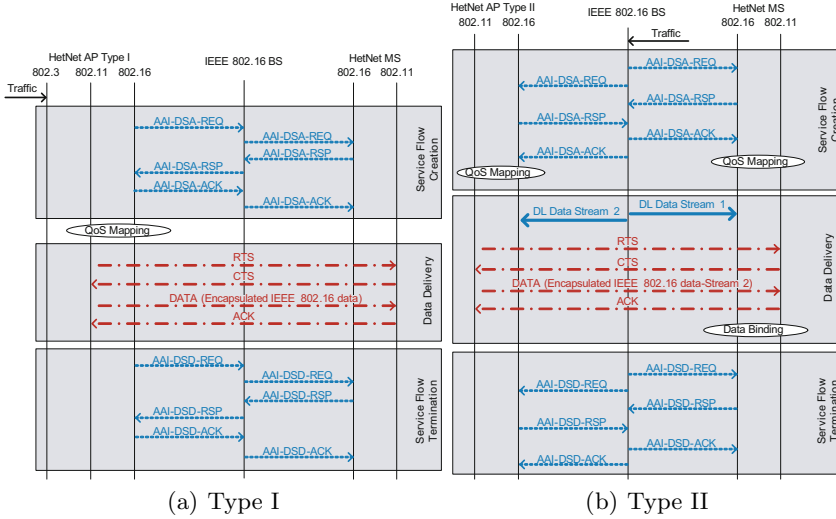 HetNet AP Type I
IEEE 802.16 BS
HetNet MS
802.3
802.11
802.16
802.16
802.11
Traffic
AAI-DSA-REQ
AAI-DSA-REQ
AAI-DSA-RSP
AAI-DSA-RSP
AAI-DSA-ACK
AAI-DSA-ACK
Service Flow
Creation
QoS Mapping
RTS
CTS
DATA (Encapsulated IEEE 802.16 data)
ACK
Data Delivery
AAI-DSD-REQ
AAI-DSD-REQ
AAI-DSD-RSP
AAI-DSD-RSP
AAI-DSD-ACK
AAI-DSD-ACK
Service Flow
Termination
(a) Type I
HetNet AP Type II
IEEE 802.16 BS
HetNet MS
802.11
802.16
802.16
802.11
Traffic
AAI-DSA-REQ
AAI-DSA-REQ
AAI-DSA-RSP
AAI-DSA-RSP
AAI-DSA-ACK
AAI-DSA-ACK
QoS Mapping
QoS Mapping
Service Flow
Creation
DL Data Stream 1
DL Data Stream 2
RTS
CTS
DATA (Encapsulated IEEE 802.16 data-Stream 2)
ACK
Data Binding
Data Delivery
AAI-DSD-REQ
AAI-DSD-REQ
AAI-DSD-RSP
AAI-DSD-RSP
AAI-DSD-ACK
AAI-DSD-ACK
Service Flow
Termination
(b) Type II